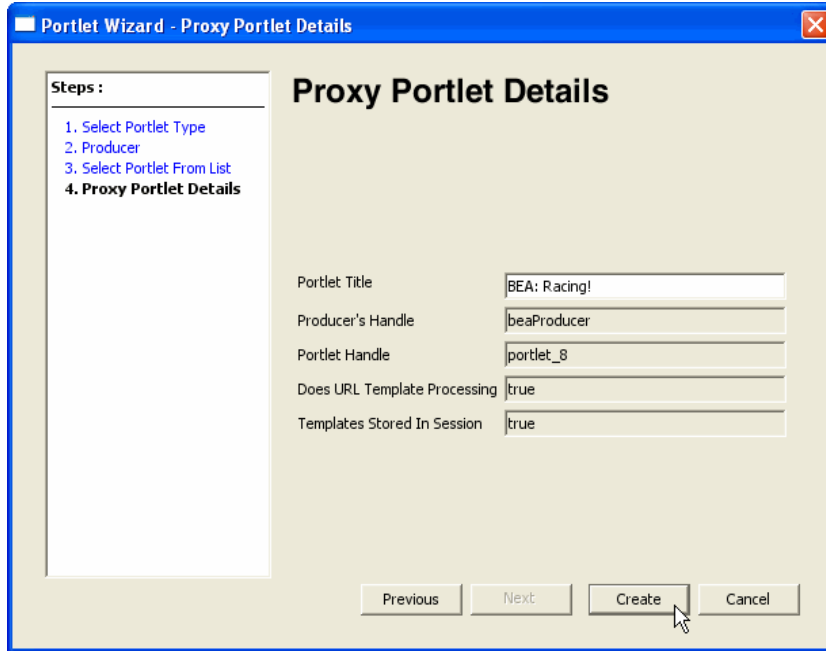 Portlet Wizard - Proxy Portlet Details
Steps :
1. Select Portlet Type
2. Producer
3. Select Portlet From List
4. Proxy Portlet Details
Proxy Portlet Details
Portlet Title BEA: Racing!
Producer's Handle beaProducer
Portlet Handle portlet_8
Does URL Template Processing true
Templates Stored In Session true
Previous Next Create Cancel